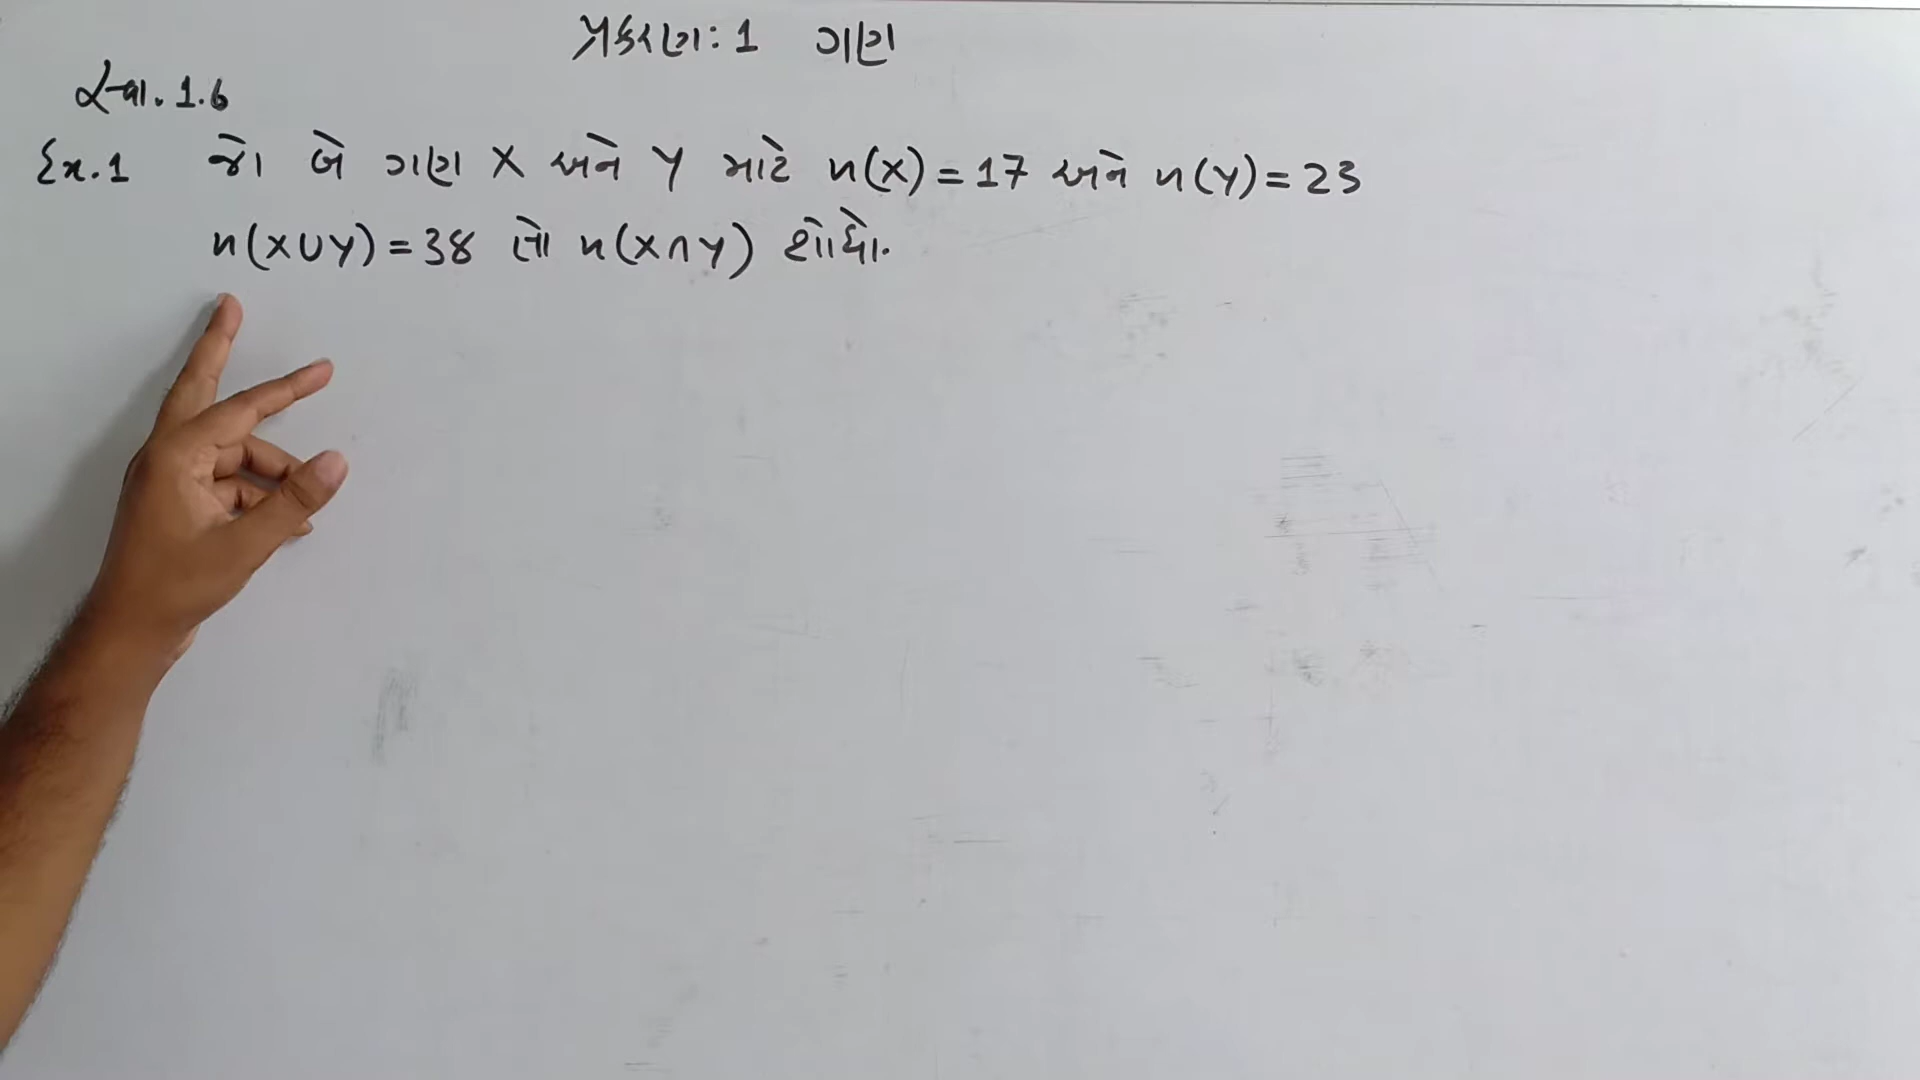 પ્રકરણ: 1 ગણ
સ્વા. 1.6
Ex. 1 જો બે ગણ X અને Y માટે n(X) = 17 અને n(Y) = 23
n(X∪Y) = 38 તો n(X∩Y) શોધો.